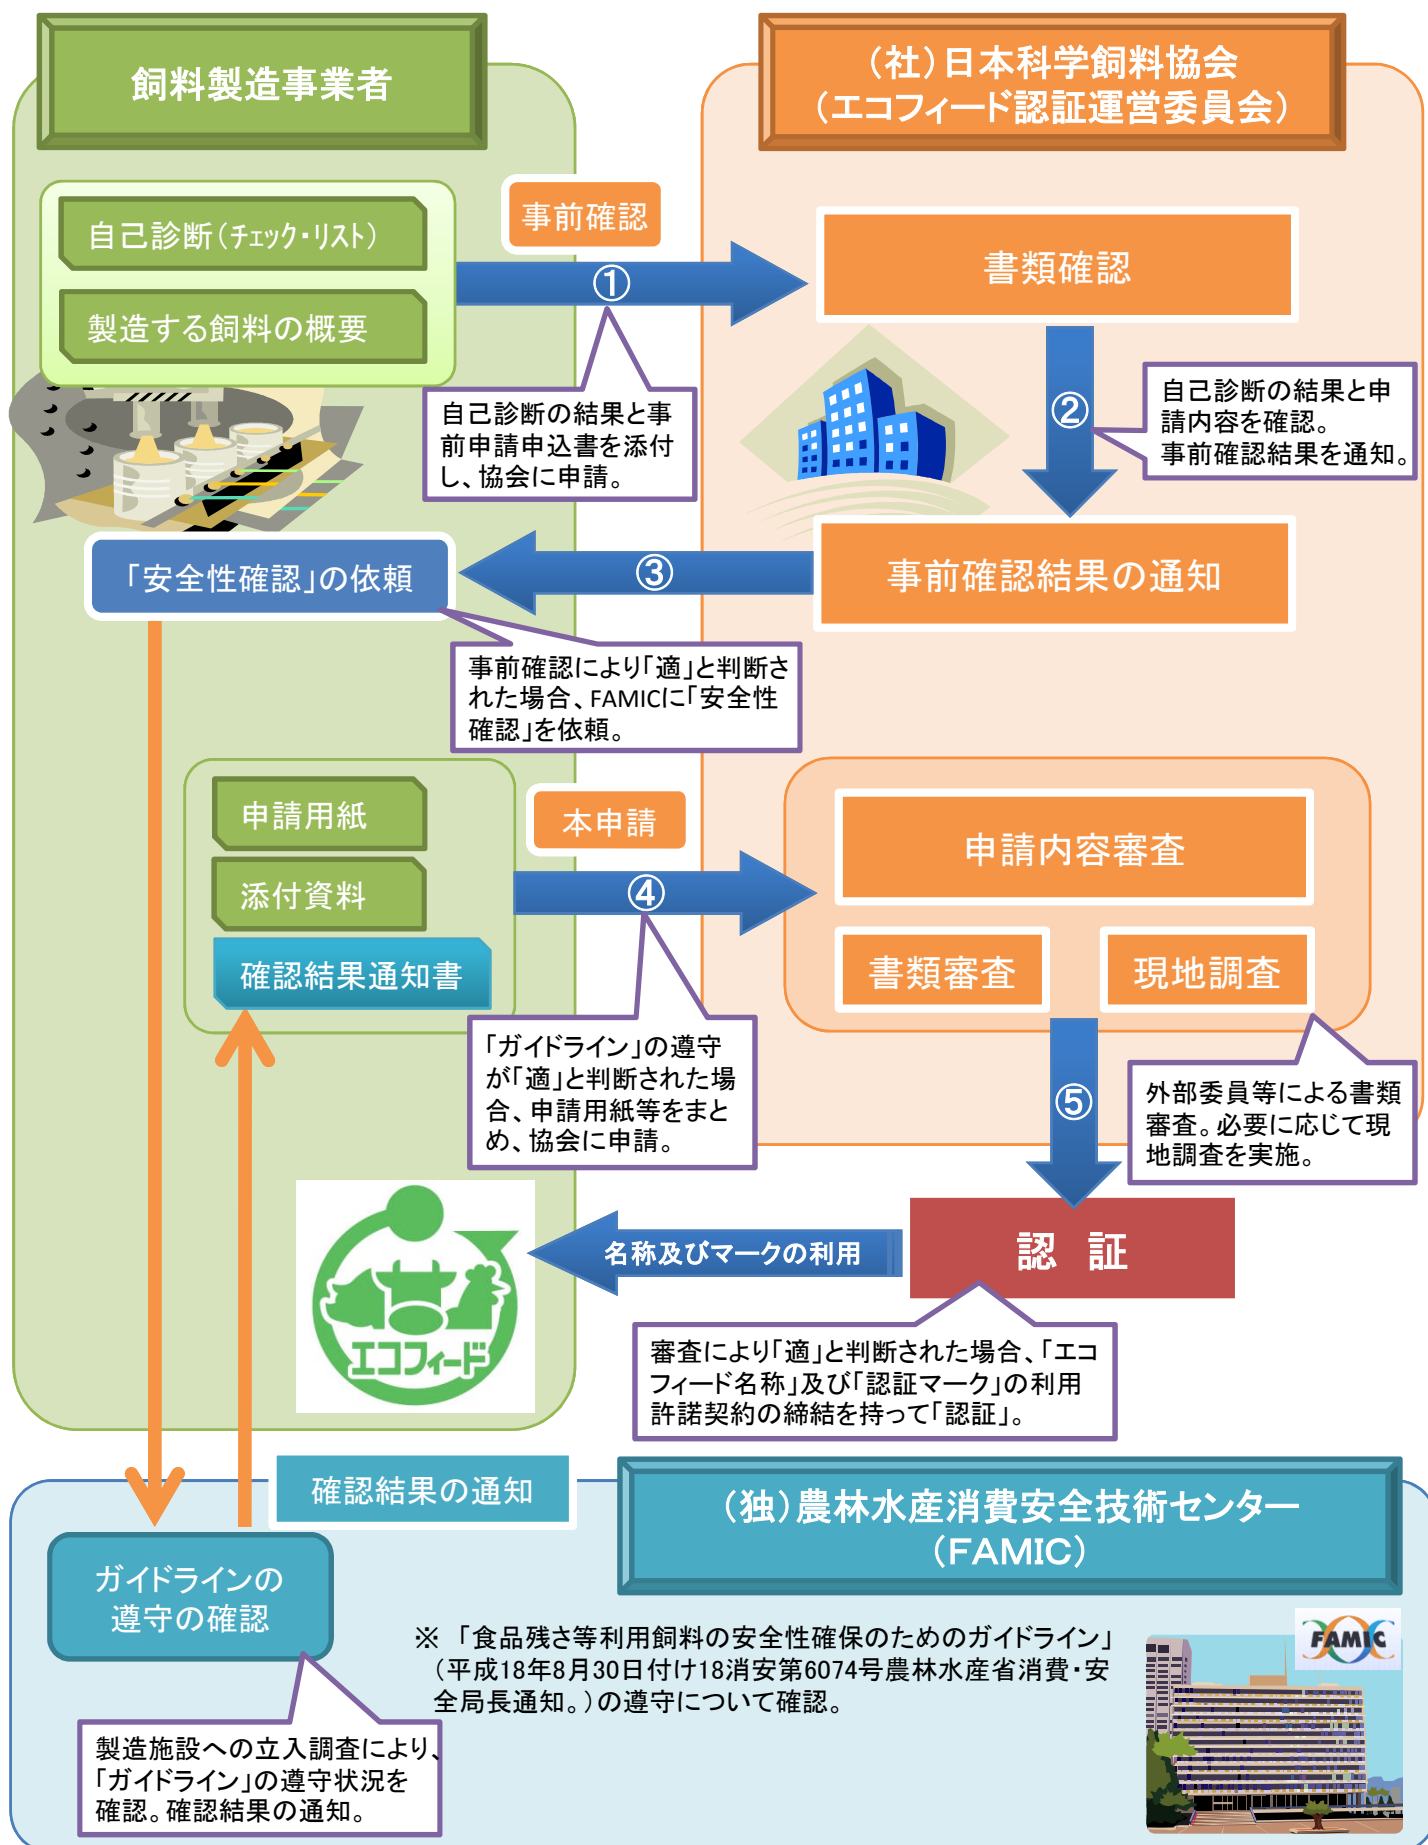 飼料製造事業者
（社）日本科学飼料協会
（エコフィード認証運営委員会）
自己診断（チェック・リスト）
製造する飼料の概要
事前確認
①
書類確認
自己診断の結果と事
前申請申込書を添付
し、協会に申請。
②
自己診断の結果と申
請内容を確認。
事前確認結果を通知。
「安全性確認」の依頼
③
事前確認結果の通知
事前確認により「適」と判断さ
れた場合、FAMICに「安全性
確認」を依頼。
申請用紙
添付資料
確認結果通知書
本申請
④
申請内容審査
書類審査
現地調査
「ガイドライン」の遵守
が「適」と判断された場
合、申請用紙等をまと
め、協会に申請。
⑤
外部委員等による書類
審査。必要に応じて現
地調査を実施。
エコフィード
名称及びマークの利用
認 証
審査により「適」と判断された場合、「エコ
フィード名称」及び「認証マーク」の利用
許諾契約の締結を持って「認証」。
確認結果の通知
（独）農林水産消費安全技術センター
（FAMIC）
ガイドラインの
遵守の確認
※ 「食品残さ等利用飼料の安全性確保のためのガイドライン」
（平成18年8月30日付け18消安第6074号農林水産省消費・安
全局長通知。）の遵守について確認。
FAMIC
製造施設への立入調査により、
「ガイドライン」の遵守状況を
確認。確認結果の通知。